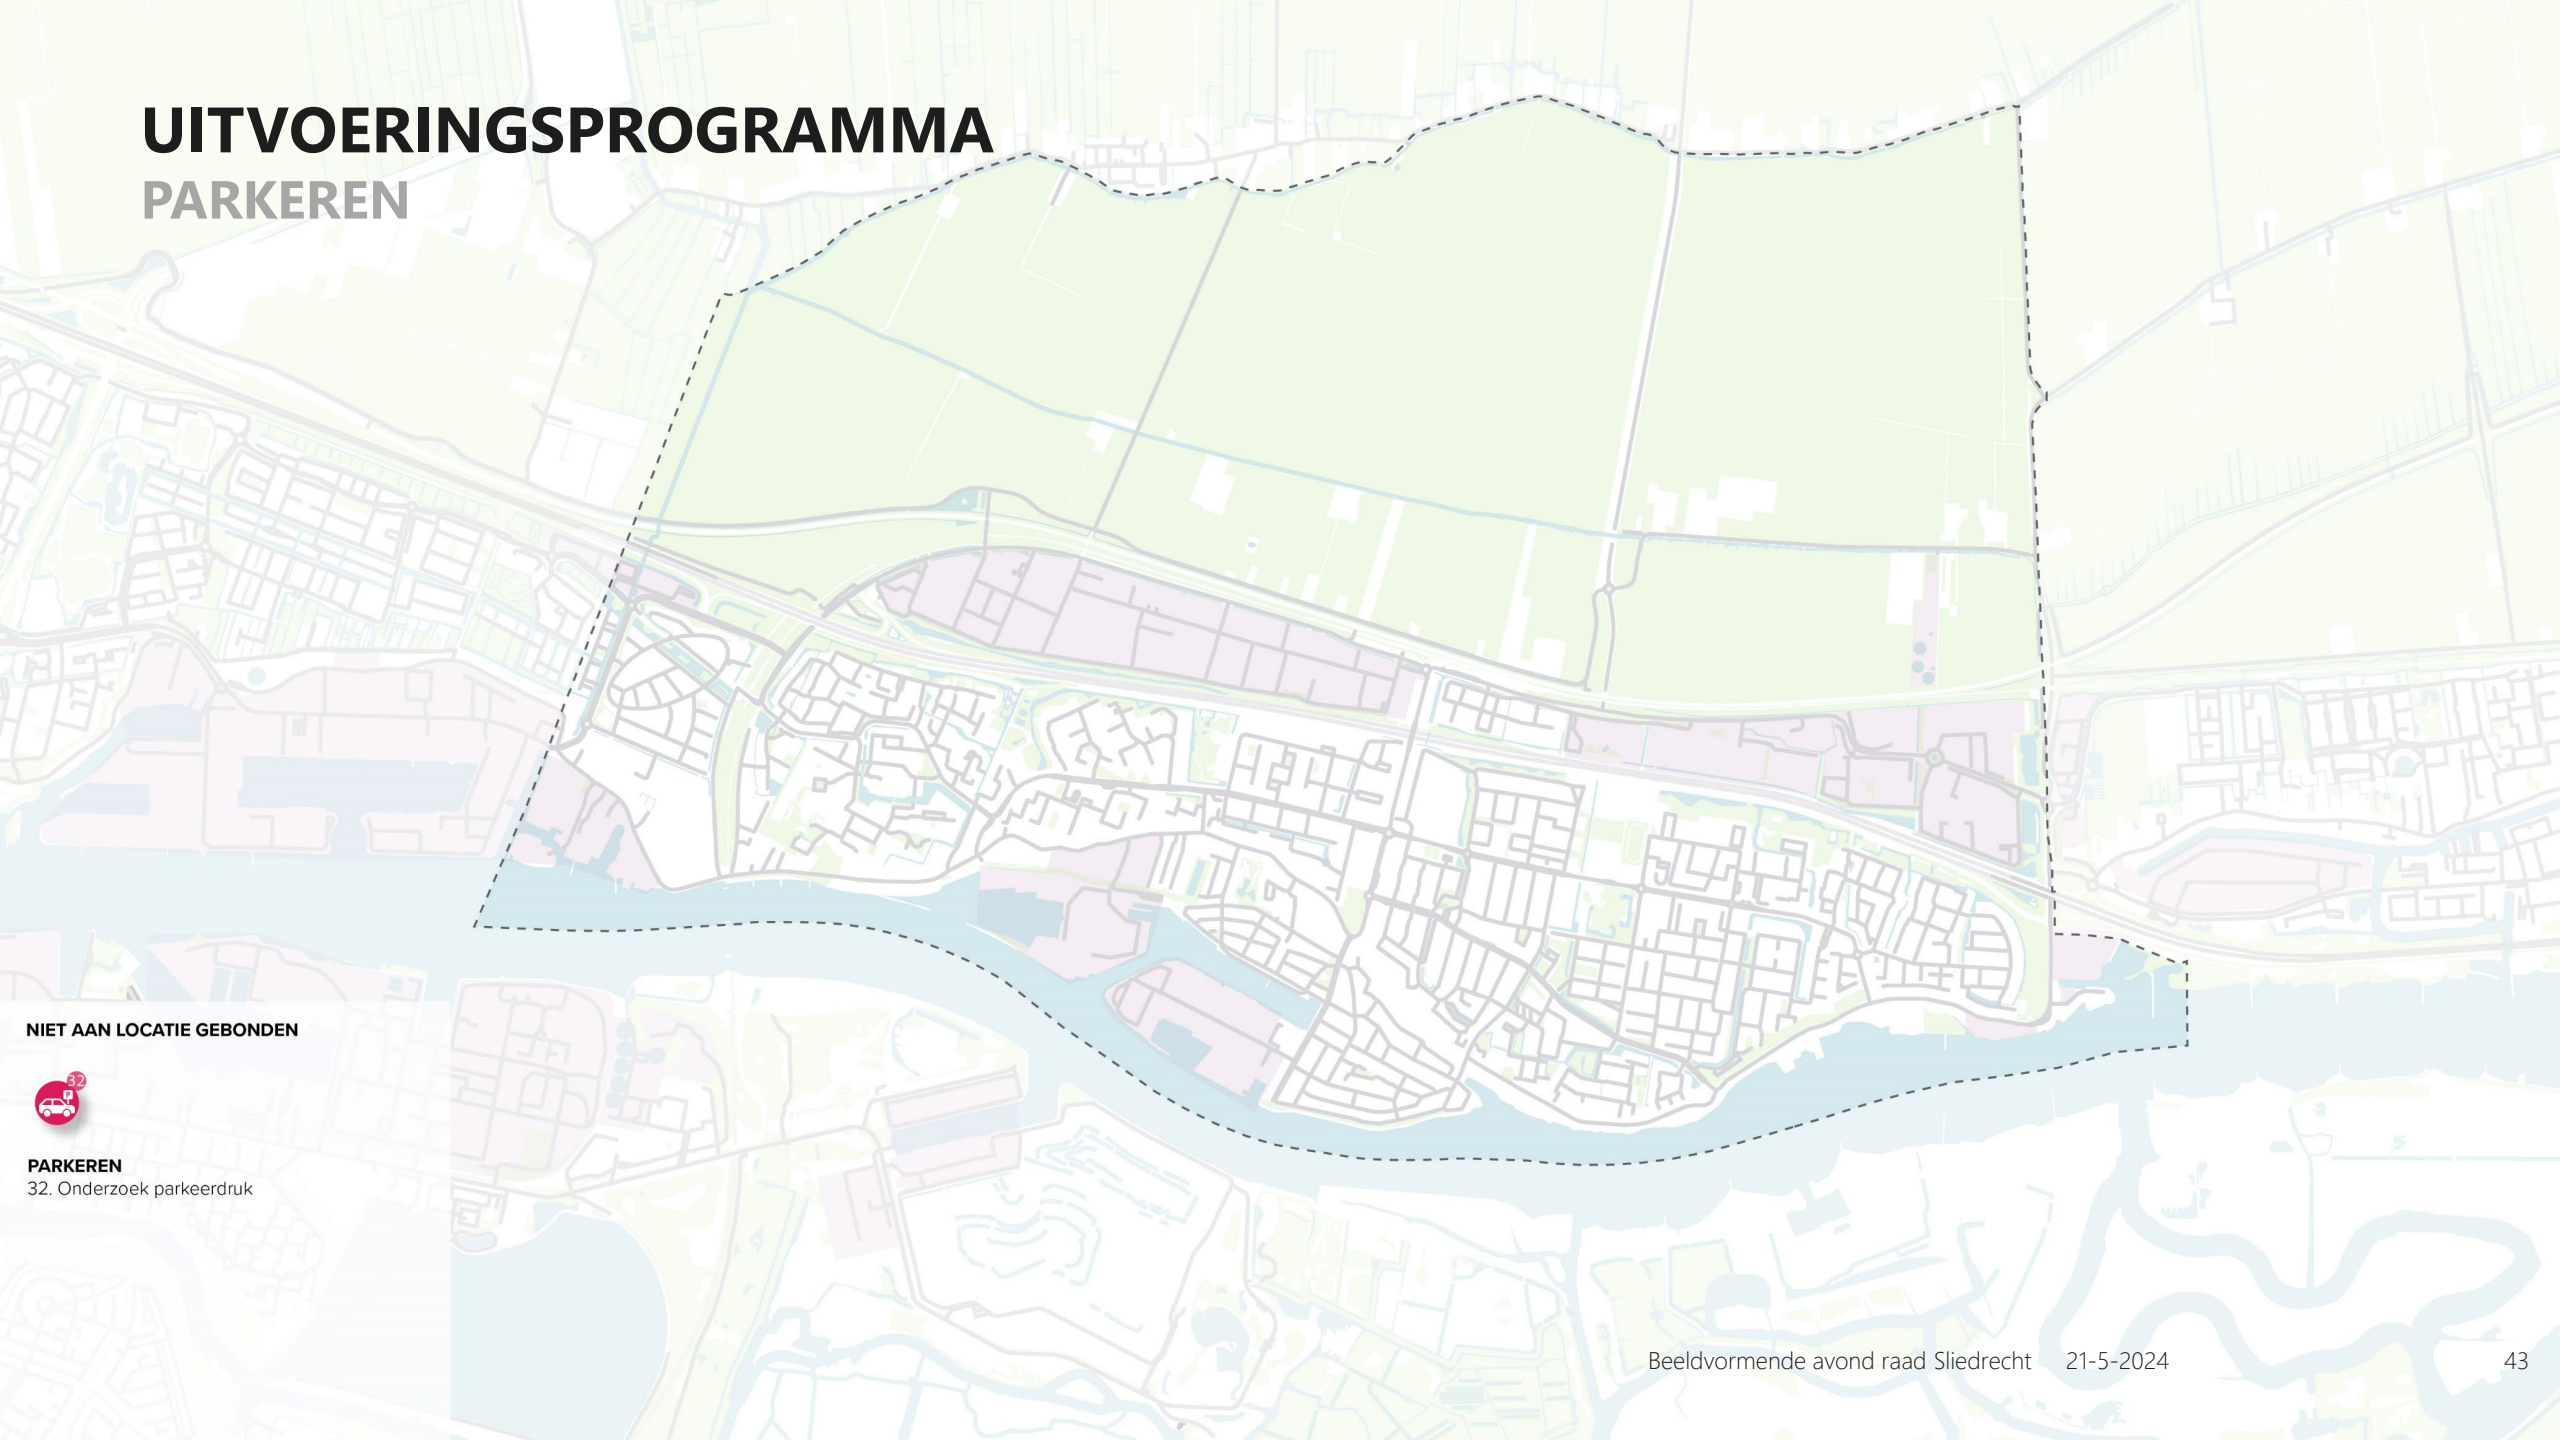 UITVOERINGSPROGRAMMA
PARKEREN
NIET AAN LOCATIE GEBONDEN
32
P
PARKEREN
32. Onderzoek parkeerdruk
Beeldvormende avond raad Sliedrecht 21-5-2024 43